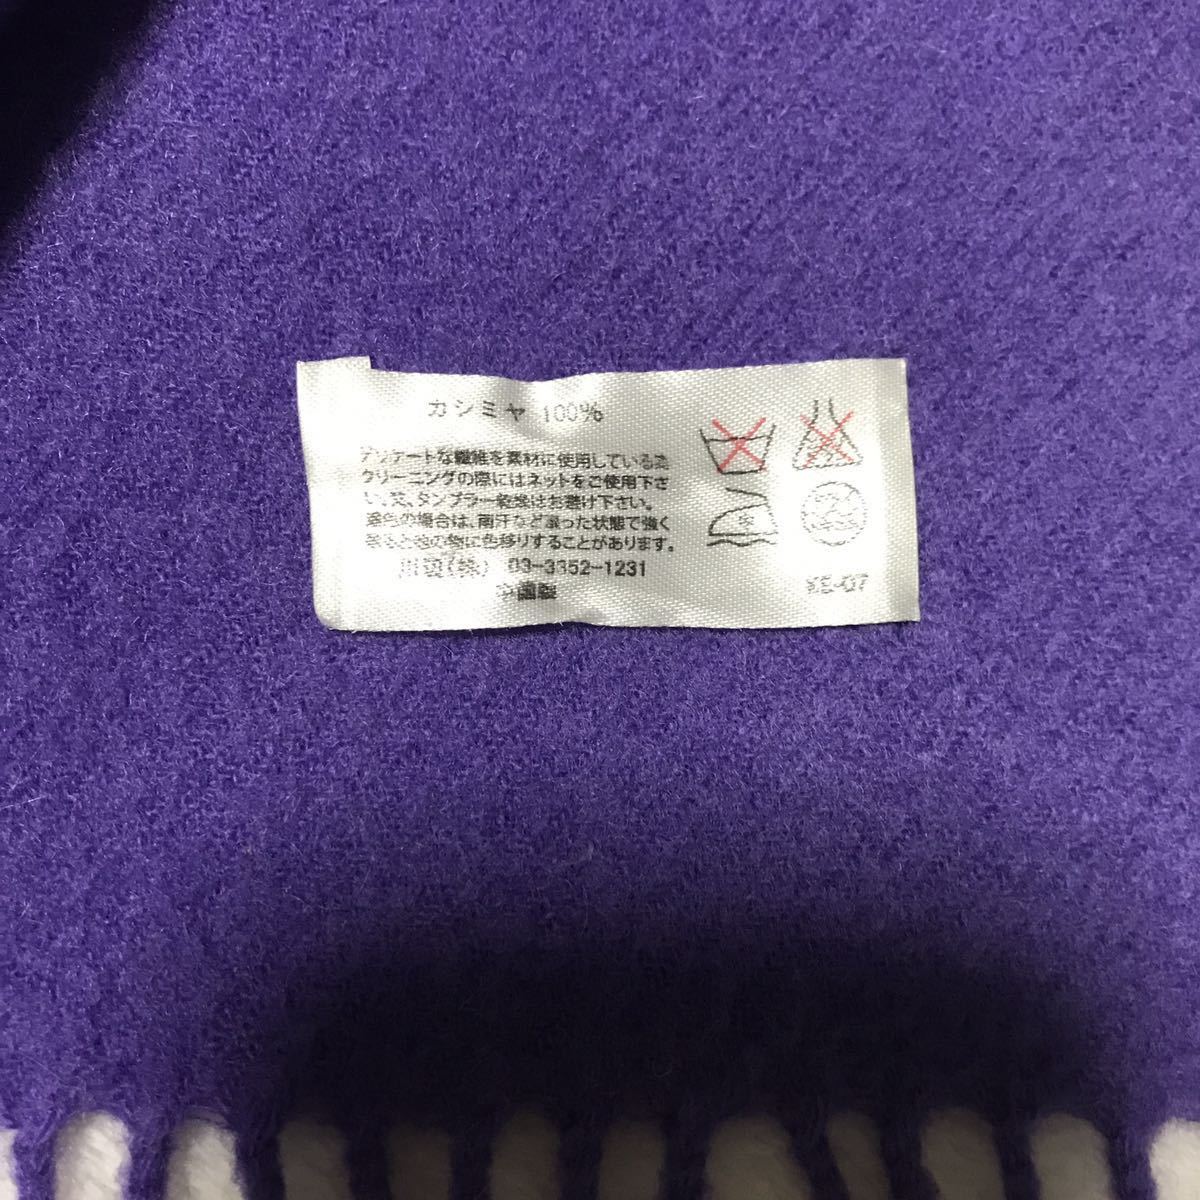 カシミヤ 100%
デリケートな繊維を素材に使用している為
クリーニングの際にはネットをご使用下さ
い。又、タンブラー乾燥はお避け下さい。
濃色の場合は、雨汗など湿った状態で強く
擦ると他の物に色移りすることがあります。
川辺(株) 03-3352-1231
中国製
KE-07